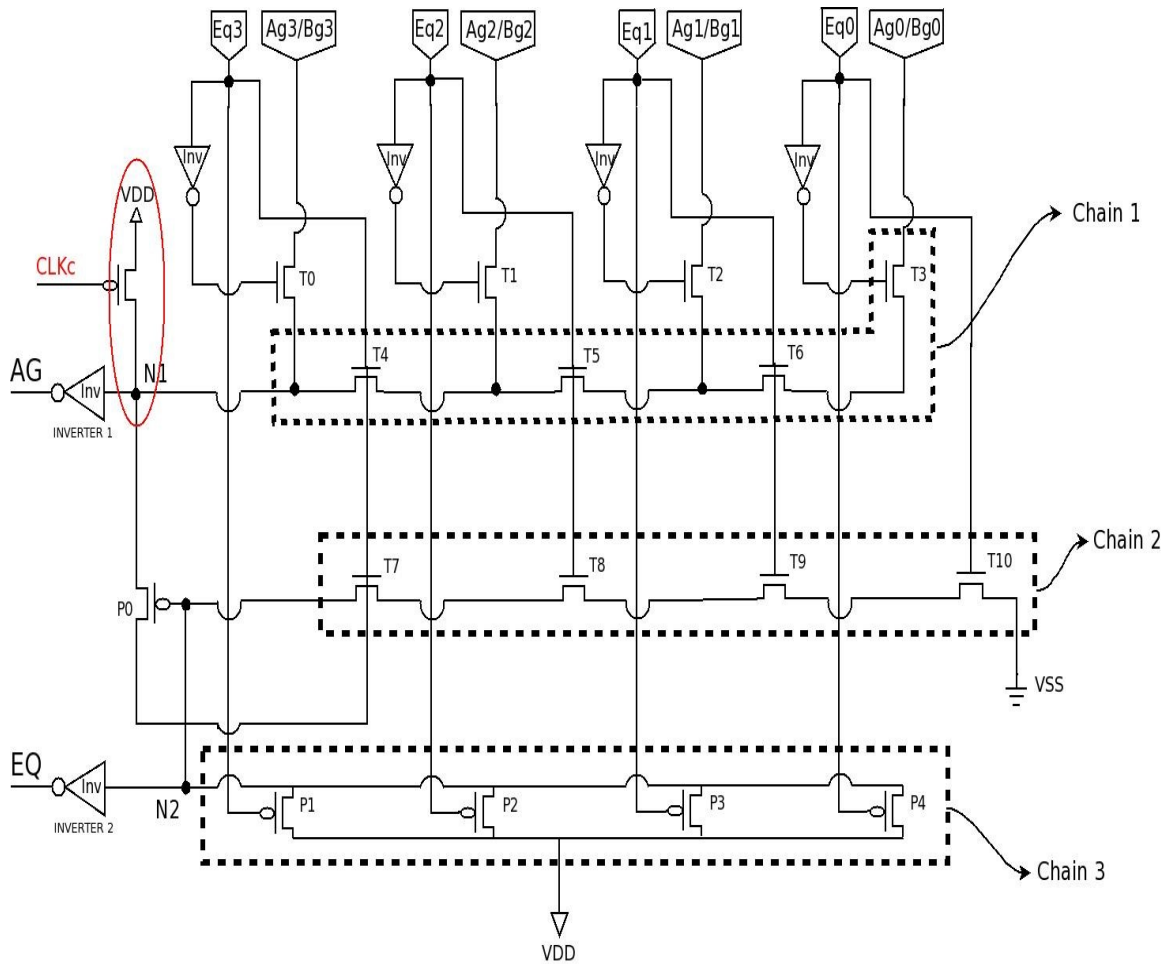 Eq3 Ag3/Bg3 Eq2 Ag2/Bg2 Eq1 Ag1/Bg1 Eq0 Ag0/Bg0
Inv Inv Inv Inv
VDD
Chain 1
CLKc
T0 T1 T2 T3
T4 T5 T6
AG N1
Inv
INVERTER 1
Chain 2
T7 T8 T9 T10
P0
VSS
EQ
Inv
N2
INVERTER 2
P1 P2 P3 P4
Chain 3
VDD